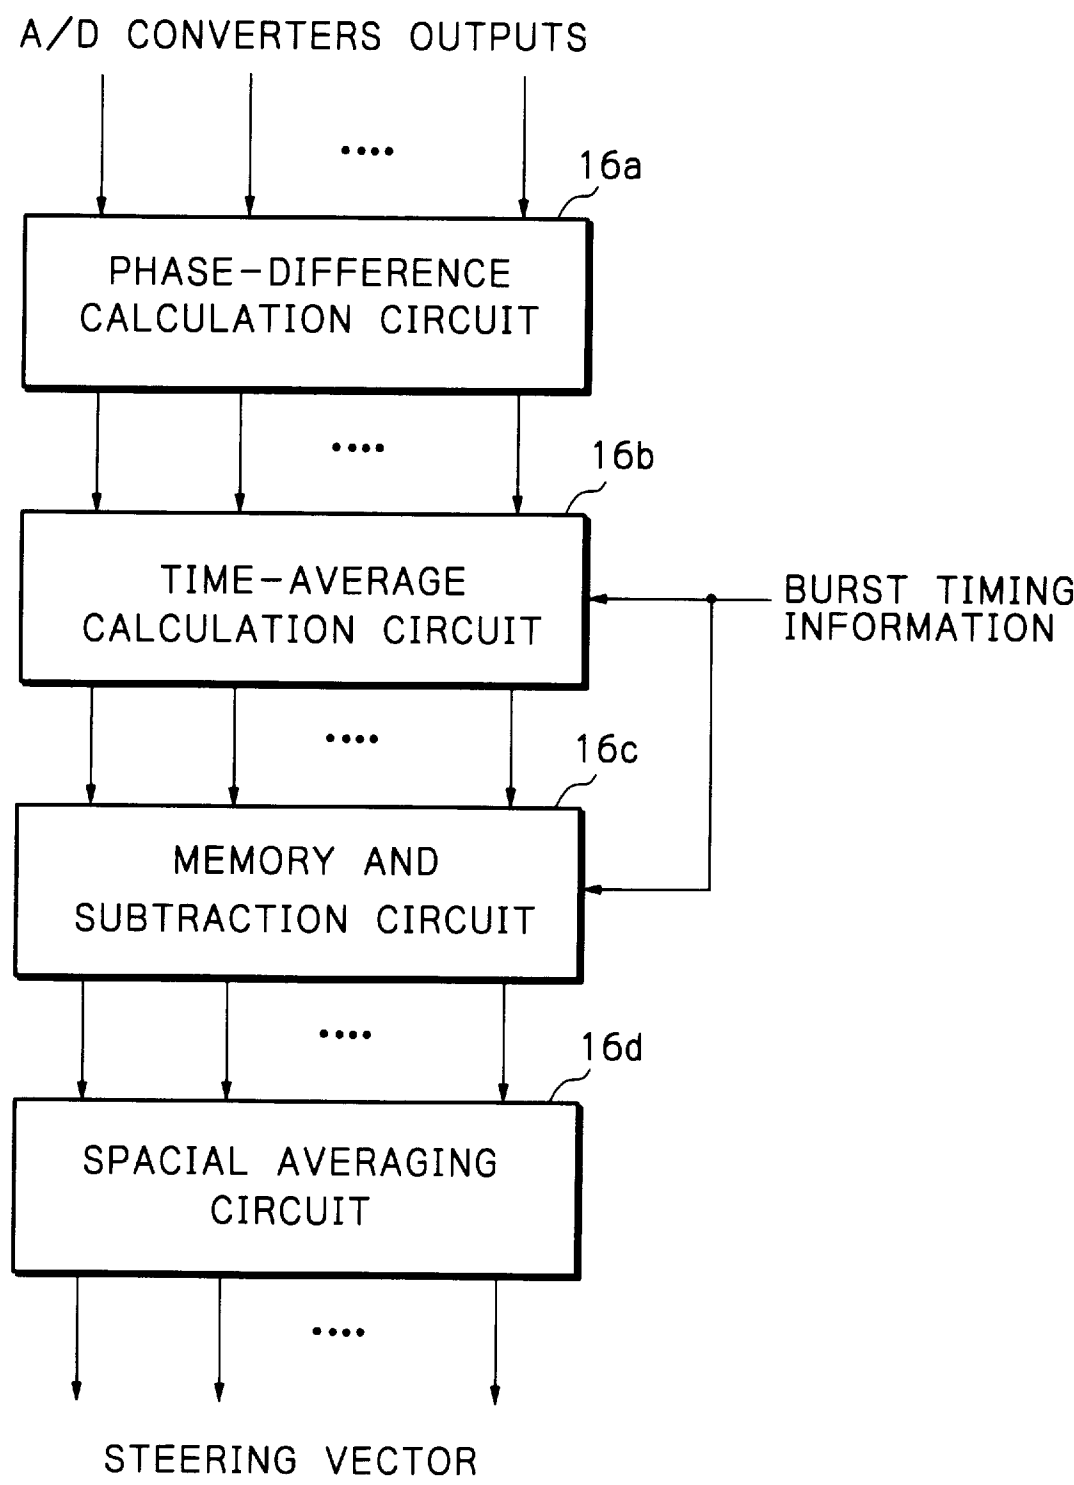 A/D CONVERTERS OUTPUTS
16a
PHASE-DIFFERENCE
CALCULATION CIRCUIT
16b
TIME-AVERAGE
CALCULATION CIRCUIT
BURST TIMING
INFORMATION
16c
MEMORY AND
SUBTRACTION CIRCUIT
16d
SPACIAL AVERAGING
CIRCUIT
STEERING VECTOR